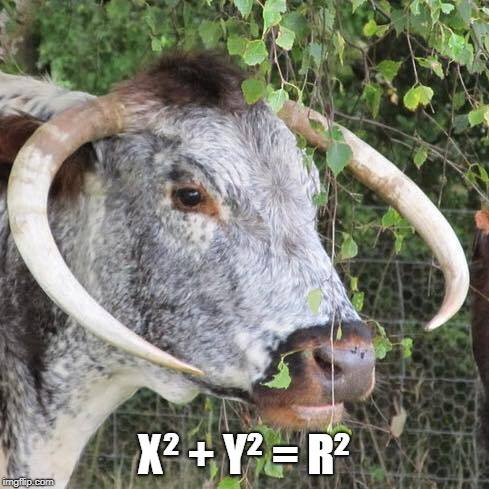 X² + Y² = R²
imgflip.com